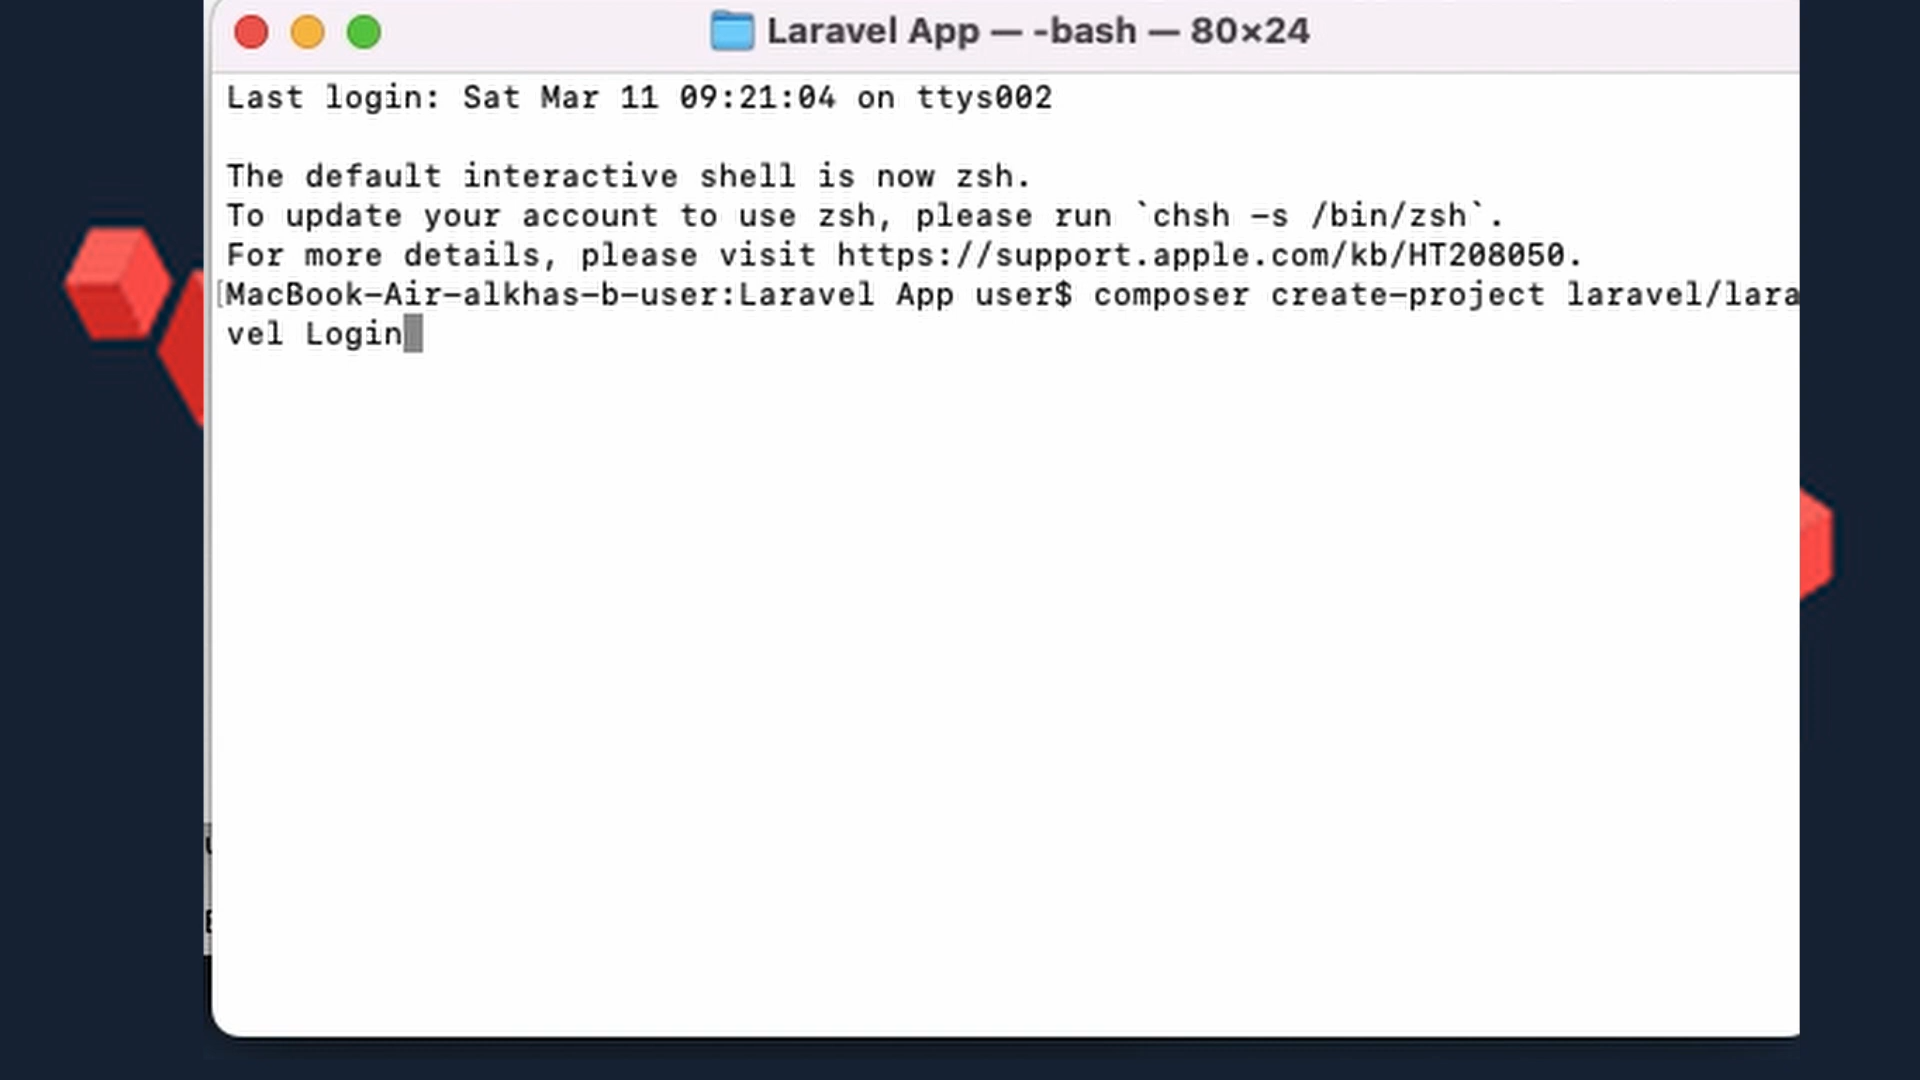 Laravel App — -bash — 80×24
Last login: Sat Mar 11 09:21:04 on ttys002
The default interactive shell is now zsh.
To update your account to use zsh, please run `chsh -s /bin/zsh`.
For more details, please visit https://support.apple.com/kb/HT208050.
[MacBook-Air-alkhas-b-user:Laravel App user$ composer create-project laravel/lara
vel Login